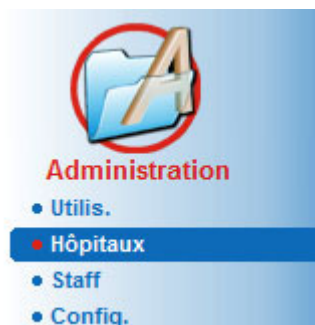 Administration
Utilis.
Hôpitaux
Staff
Config.